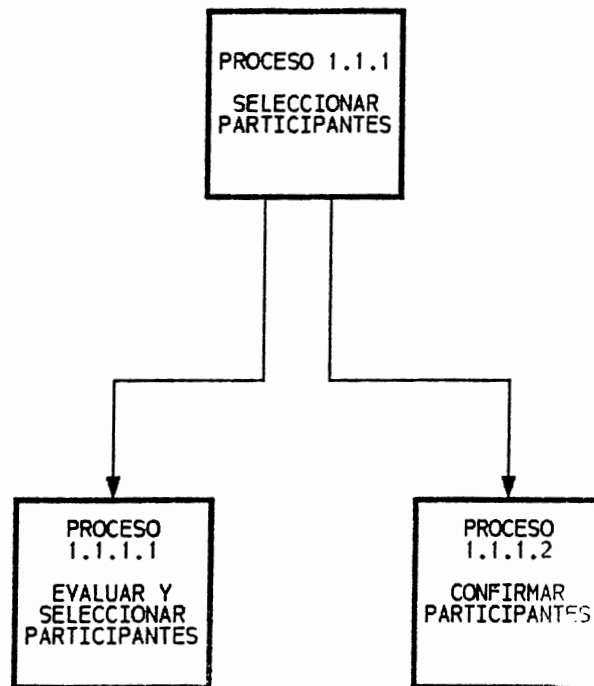 PROCESO 1.1.1
SELECCIONAR
PARTICIPANTES
PROCESO
1.1.1.1
EVALUAR Y
SELECCIONAR
PARTICIPANTES
PROCESO
1.1.1.2
CONFIRMAR
PARTICIPANTES